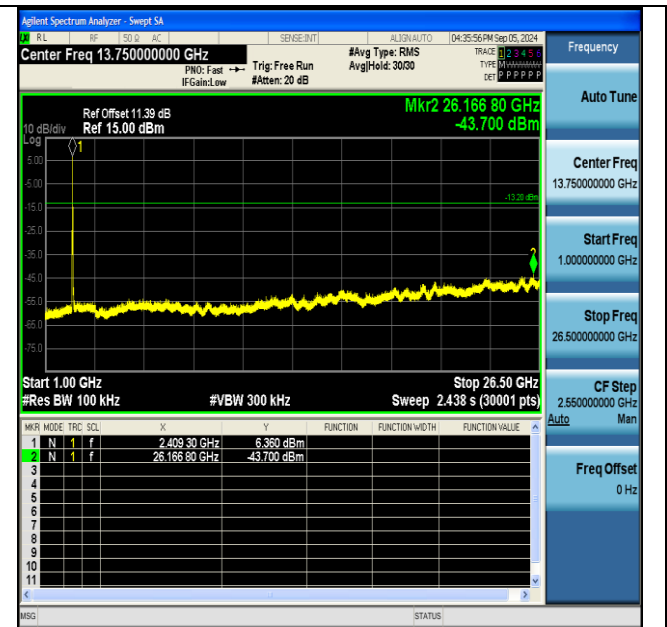 Agilent Spectrum Analyzer - Swept SA
RL RF 50 Ω AC SENSE:INT ALIGN AUTO 04:35:56 PM Sep 05, 2024
Center Freq 13.750000000 GHz
PNO: Fast
IFGain:Low
Trig: Free Run
#Atten: 20 dB
#Avg Type: RMS
Avg|Hold: 30/30
TRACE 1 2 3 4 5 6
TYPE M
DET P P P P P P
Frequency
Auto Tune
Center Freq
13.750000000 GHz
Start Freq
1.000000000 GHz
Stop Freq
26.500000000 GHz
CF Step
2.550000000 GHz
Auto Man
Freq Offset
0 Hz
Mkr2 26.166 80 GHz
-43.700 dBm
Ref Offset 11.39 dB
10 dB/div Ref 15.00 dBm
Log
1
5.00
-5.00
-13.20 dBm
-15.0
-25.0
2
-35.0
-45.0
-55.0
-65.0
-75.0
Start 1.00 GHz Stop 26.50 GHz
#Res BW 100 kHz #VBW 300 kHz Sweep 2.438 s (30001 pts)
MKR MODE TRC SCL X Y FUNCTION FUNCTION WIDTH FUNCTION VALUE
1 N 1 f 2.409 30 GHz 6.360 dBm
2 N 1 f 26.166 80 GHz -43.700 dBm
3
4
5
6
7
8
9
10
11
MSG STATUS